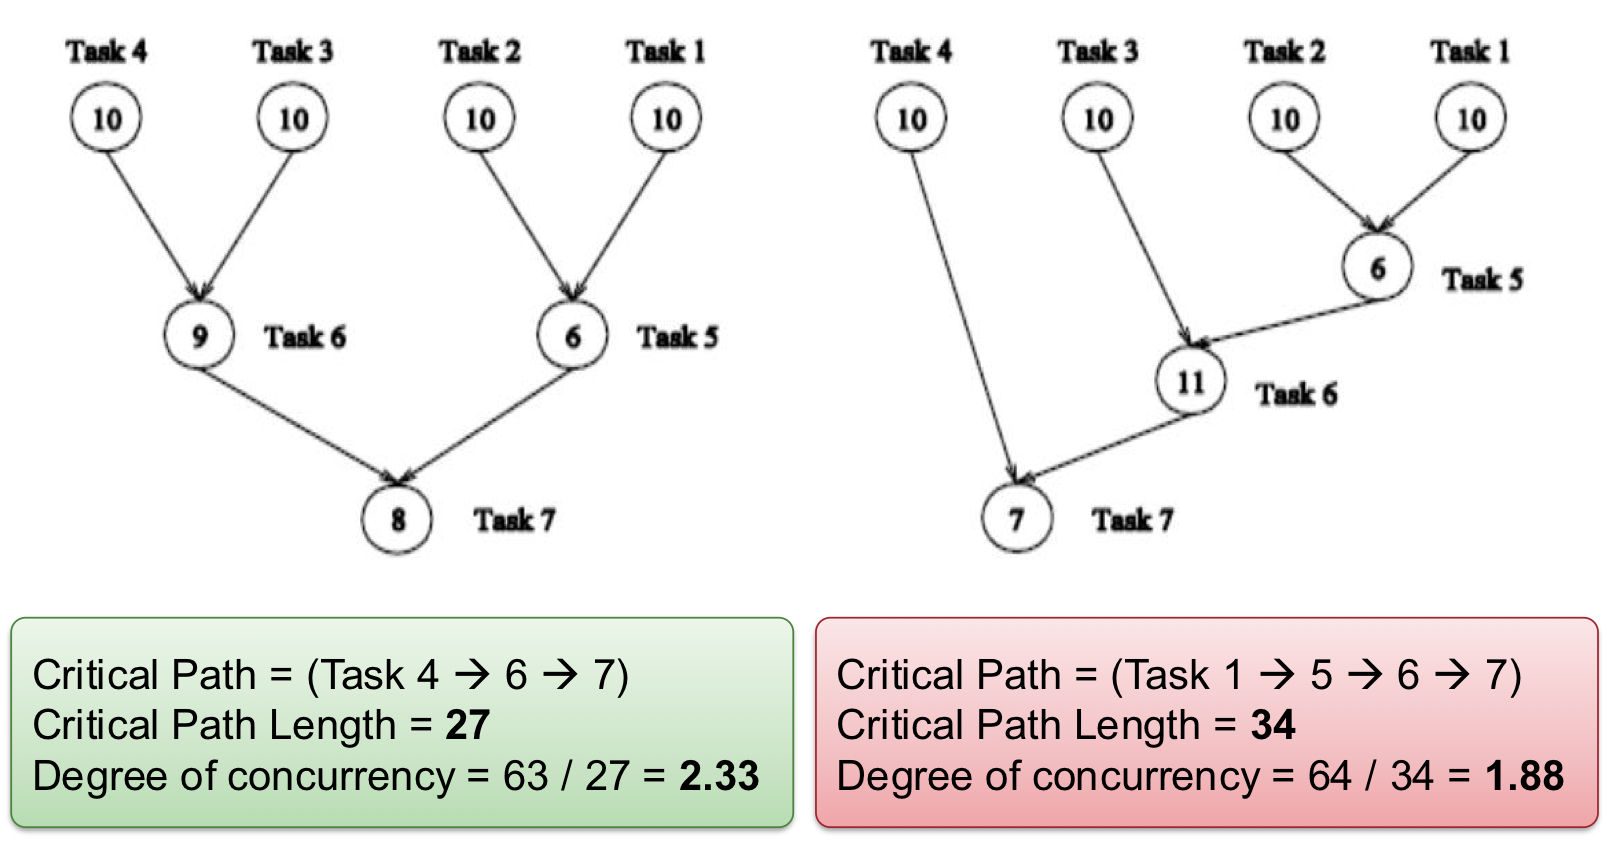 Task 4 Task 3 Task 2 Task 1
10 10 10 10
9 Task 6 6 Task 5
8 Task 7
Task 4 Task 3 Task 2 Task 1
10 10 10 10
6 Task 5
11 Task 6
7 Task 7
Critical Path = (Task 4 → 6 → 7)
Critical Path Length = 27
Degree of concurrency = 63 / 27 = 2.33
Critical Path = (Task 1 → 5 → 6 → 7)
Critical Path Length = 34
Degree of concurrency = 64 / 34 = 1.88